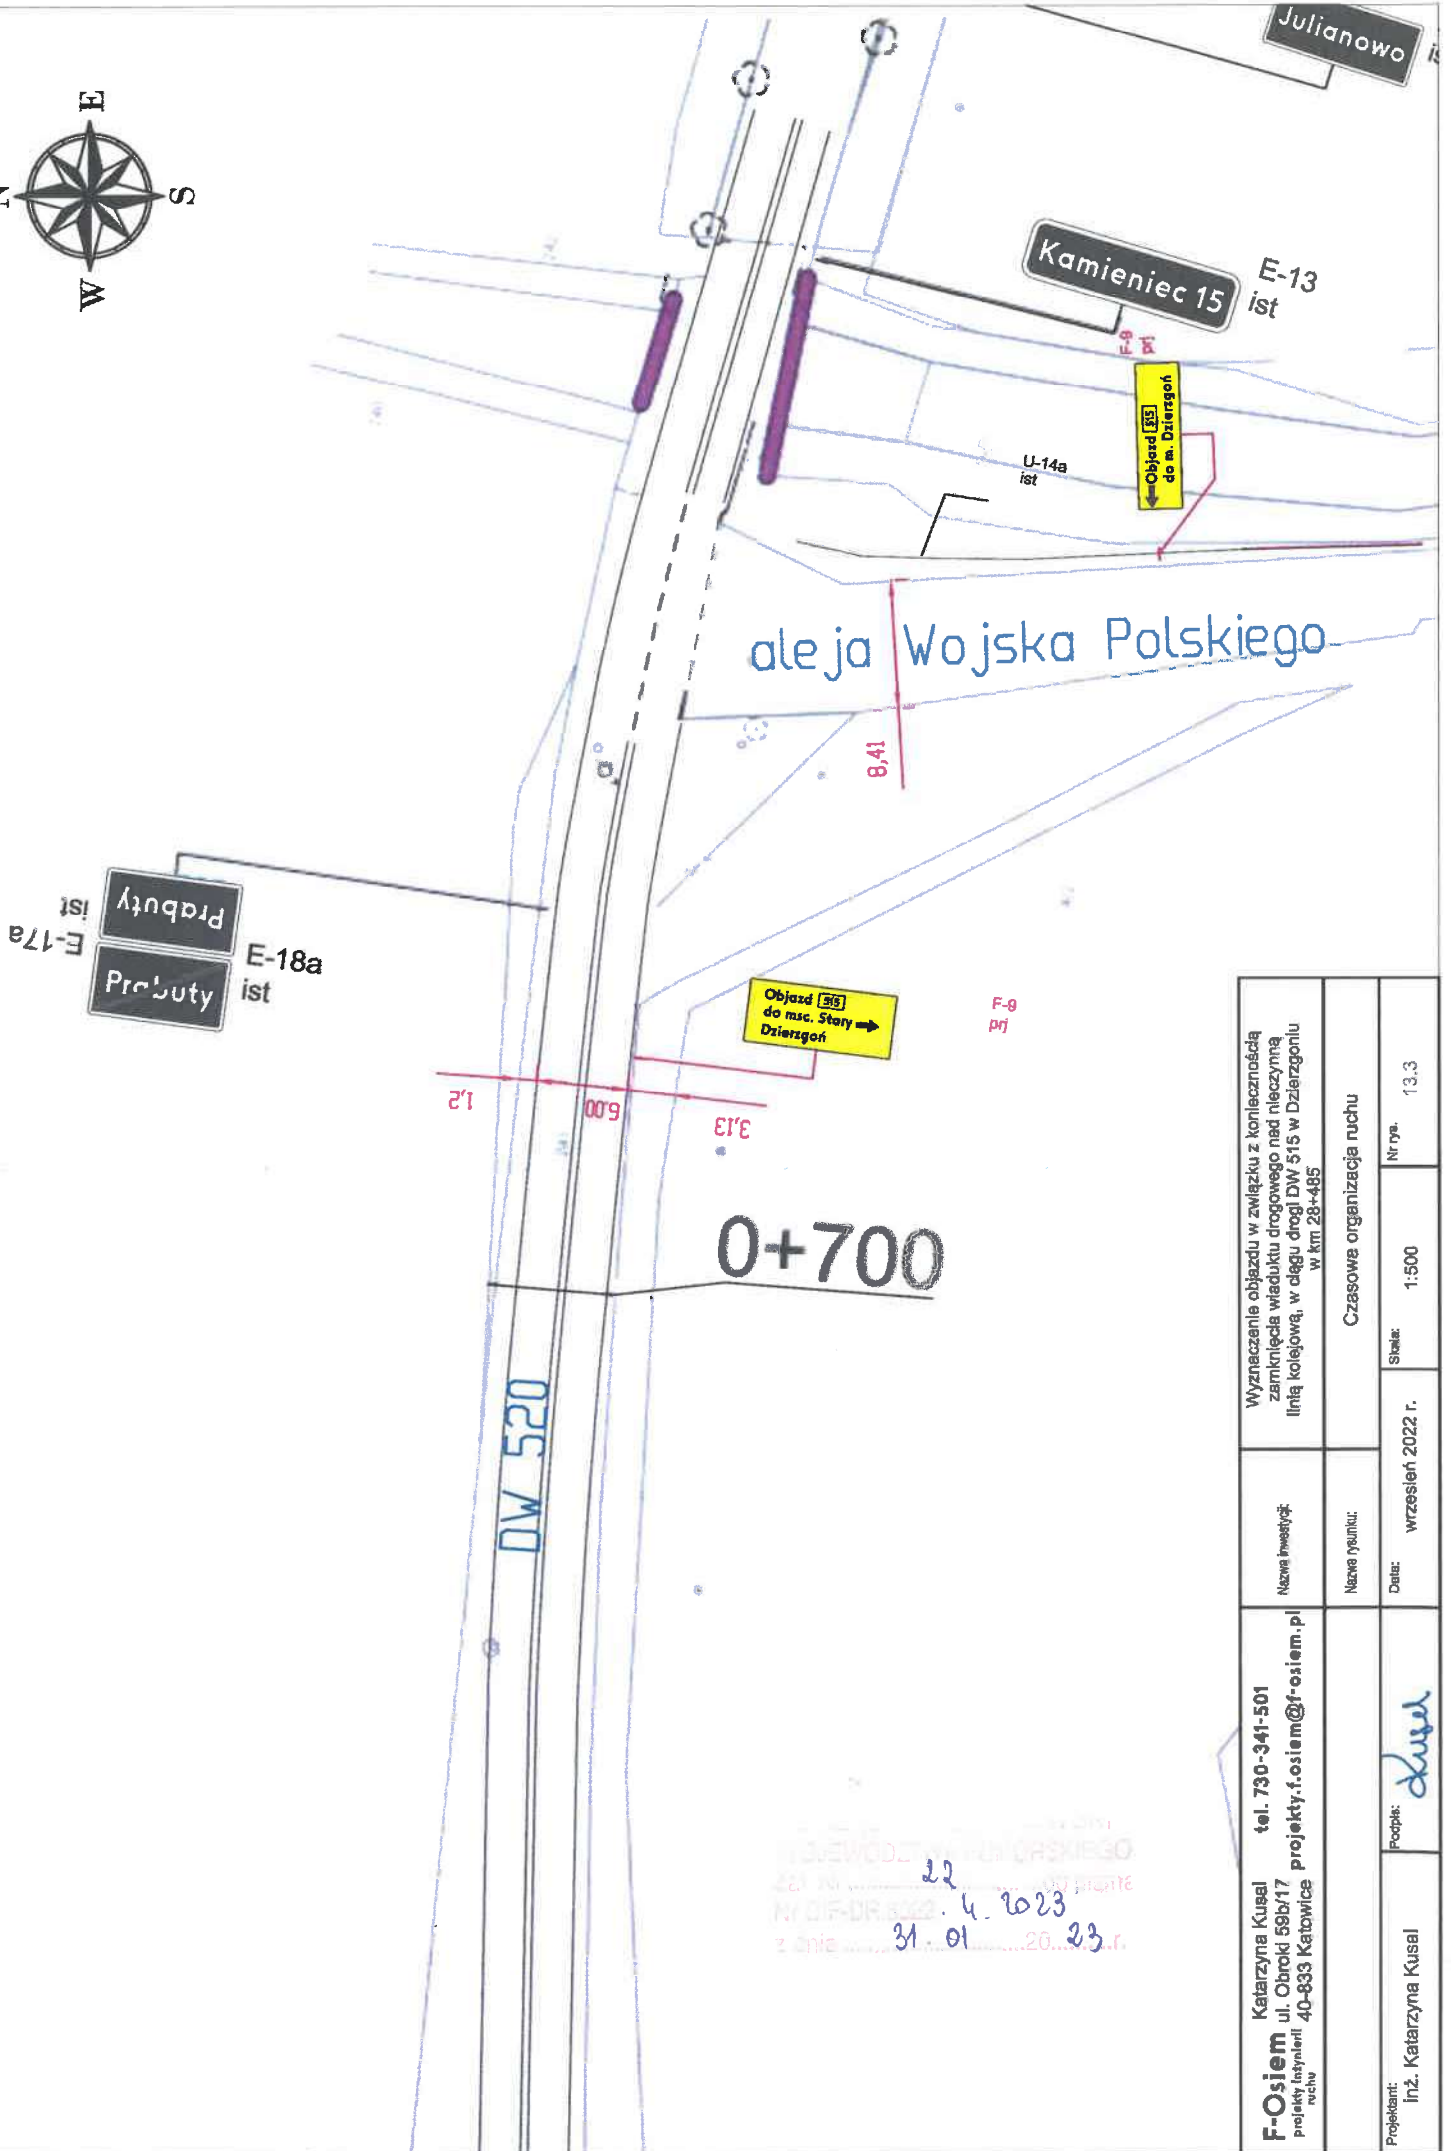 N
E
S
W
Julianowo
Kamieniec 15
E-13
ist
F-9
prj
Objazd 515
do m. Dzierzgoń
U-14a
ist
aleja Wojska Polskiego
8,41
Prabuty
E-17a
ist
Prabuty
E-18a
ist
Objazd 515
do msc. Stary
Dzierzgoń
F-9
prj
1,2
6.00
3,13
0+700
DW 520
22
4. 2023
31. 01 20 23 r.
F-Osiem
projekty inżynierii
ruchu
Katarzyna Kusal
ul. Obroki 59b/17
40-833 Katowice
tel. 730-341-501
projekty.f.osiem@f-osiem.pl
Nazwa inwestycji:
Wyznaczenie objazdu w związku z koniecznością
zamknięcia wiaduktu drogowego nad nieczynną
linią kolejową, w ciągu drogi DW 515 w Dzierzgoniu
w km 28+485
Nazwa rysunku:
Czasowa organizacja ruchu
Projektant:
inż. Katarzyna Kusal
Podpis:
Kusal
Data:
wrzesień 2022 r.
Skala:
1:500
Nr rys.
13.3